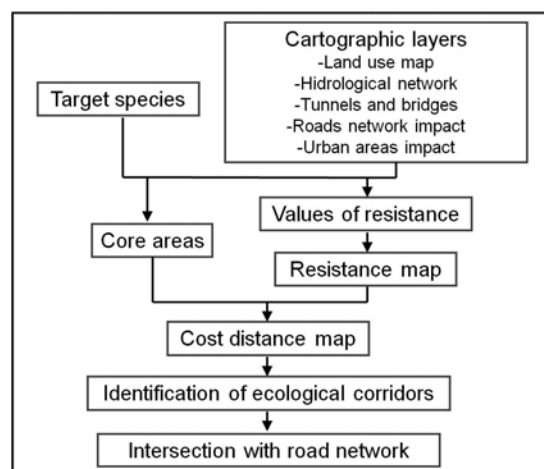 Cartographic layers
-Land use map
-Hidrological network
-Tunnels and bridges
-Roads network impact
-Urban areas impact
Target species
Values of resistance
Core areas
Resistance map
Cost distance map
Identification of ecological corridors
Intersection with road network